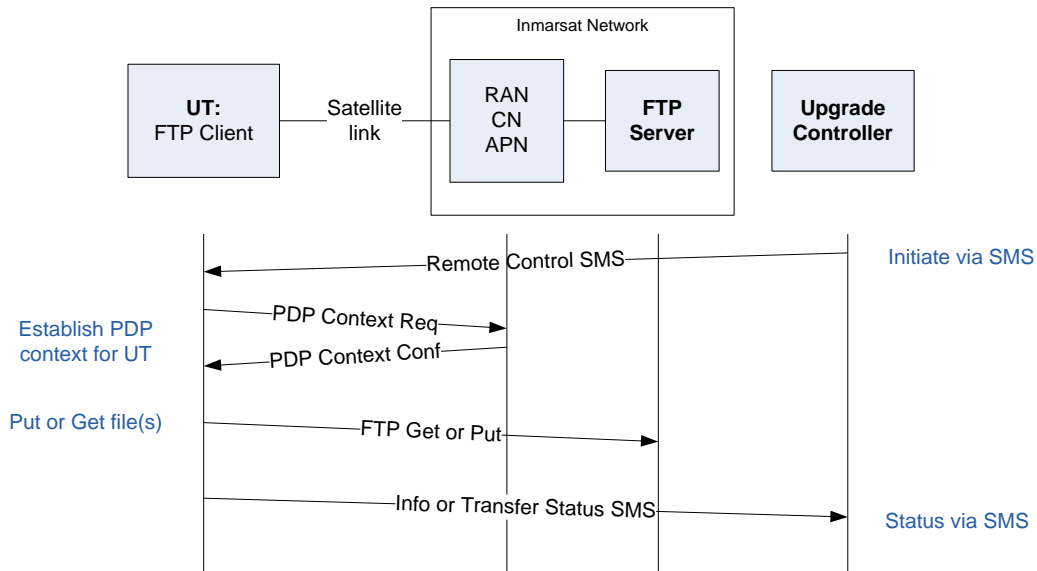 Inmarsat Network
UT:
FTP Client
Satellite
link
RAN
CN
APN
FTP
Server
Upgrade
Controller
Remote Control SMS
Initiate via SMS
PDP Context Req
Establish PDP
context for UT
PDP Context Conf
Put or Get file(s)
FTP Get or Put
Info or Transfer Status SMS
Status via SMS